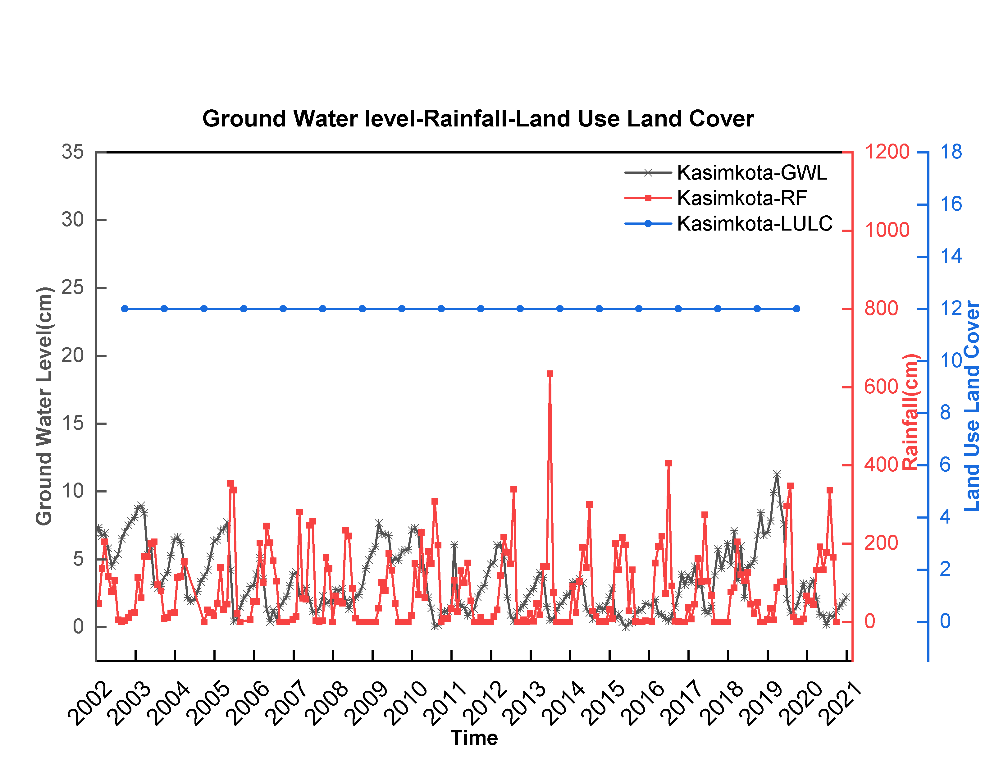 Ground Water level-Rainfall-Land Use Land Cover
Kasimkota-GWL
Kasimkota-RF
Kasimkota-LULC
Ground Water Level(cm)
35
30
25
20
15
10
5
0
1200
1000
800
600
400
200
0
Rainfall(cm)
18
16
14
12
10
8
6
4
2
0
Land Use Land Cover
2002 2003 2004 2005 2006 2007 2008 2009 2010 2011 2012 2013 2014 2015 2016 2017 2018 2019 2020 2021
Time